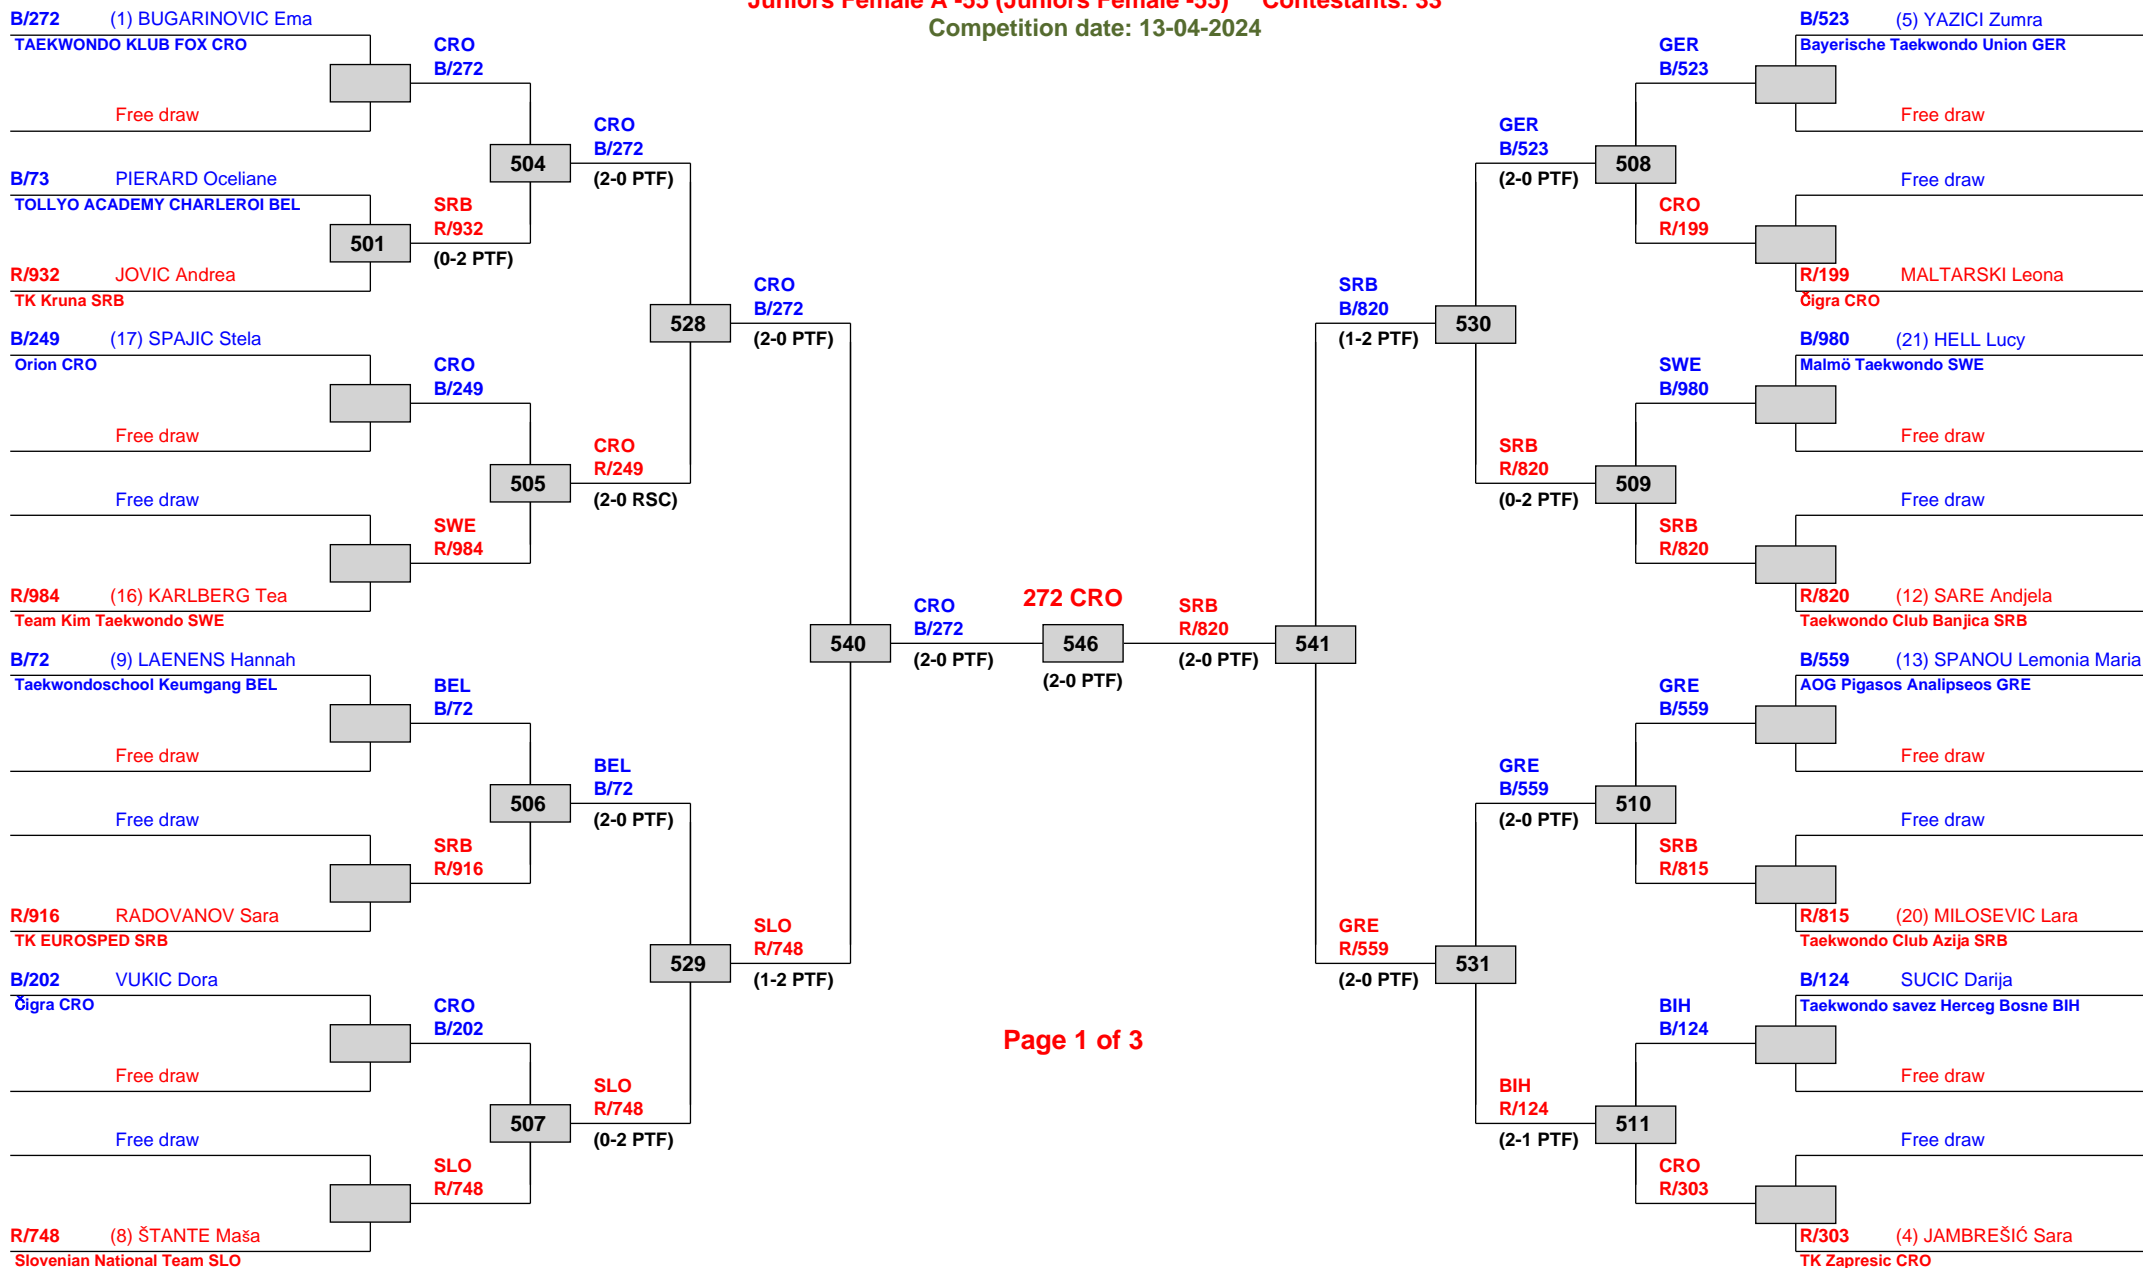 Juniors Female A -55 (Juniors Female -55) Contestants: 33
Competition date: 13-04-2024
B/272 (1) BUGARINOVIC Ema
TAEKWONDO KLUB FOX CRO
Free draw
B/73 PIERARD Oceliane
TOLLYO ACADEMY CHARLEROI BEL
R/932 JOVIC Andrea
TK Kruna SRB
B/249 (17) SPAJIC Stela
Orion CRO
Free draw
Free draw
R/984 (16) KARLBERG Tea
Team Kim Taekwondo SWE
B/72 (9) LAENENS Hannah
Taekwondoschool Keumgang BEL
Free draw
Free draw
R/916 RADOVANOV Sara
TK EUROSPED SRB
B/202 VUKIC Dora
Čigra CRO
Free draw
Free draw
R/748 (8) ŠTANTE Maša
Slovenian National Team SLO
501
CRO
B/272
SRB
R/932
(0-2 PTF)
CRO
B/249
SWE
R/984
BEL
B/72
SRB
R/916
CRO
B/202
SLO
R/748
504
505
506
507
CRO
B/272
(2-0 PTF)
CRO
R/249
(2-0 RSC)
BEL
B/72
(2-0 PTF)
SLO
R/748
(0-2 PTF)
528
529
CRO
B/272
(2-0 PTF)
SLO
R/748
(1-2 PTF)
540
CRO
B/272
(2-0 PTF)
272 CRO
546
(2-0 PTF)
Page 1 of 3
SRB
R/820
(2-0 PTF)
541
SRB
B/820
(1-2 PTF)
GRE
R/559
(2-0 PTF)
530
531
GER
B/523
(2-0 PTF)
SRB
R/820
(0-2 PTF)
GRE
B/559
(2-0 PTF)
BIH
R/124
(2-1 PTF)
508
509
510
511
GER
B/523
CRO
R/199
SWE
B/980
SRB
R/820
GRE
B/559
SRB
R/815
BIH
B/124
CRO
R/303
B/523 (5) YAZICI Zumra
Bayerische Taekwondo Union GER
Free draw
Free draw
R/199 MALTARSKI Leona
Čigra CRO
B/980 (21) HELL Lucy
Malmö Taekwondo SWE
Free draw
Free draw
R/820 (12) SARE Andjela
Taekwondo Club Banjica SRB
B/559 (13) SPANOU Lemonia Maria
AOG Pigasos Analipseos GRE
Free draw
Free draw
R/815 (20) MILOSEVIC Lara
Taekwondo Club Azija SRB
B/124 SUCIC Darija
Taekwondo savez Herceg Bosne BIH
Free draw
Free draw
R/303 (4) JAMBREŠIĆ Sara
TK Zapresic CRO